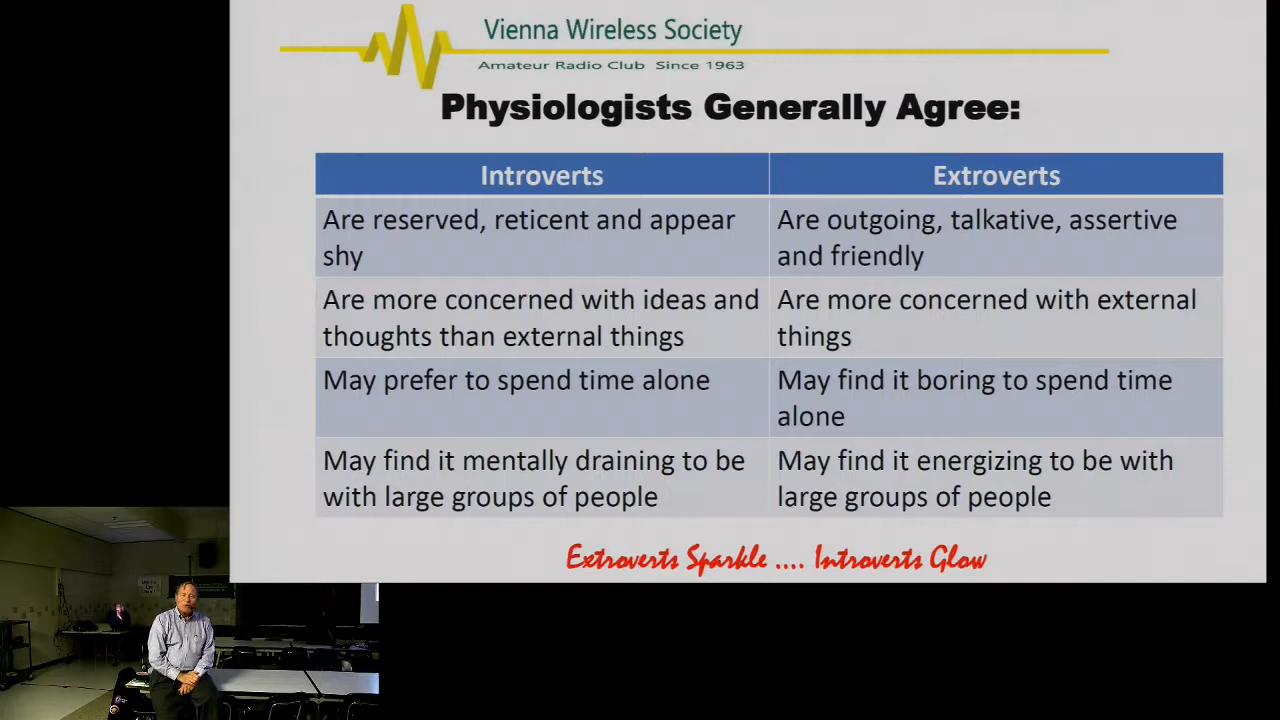 Vienna Wireless Society
Amateur Radio Club Since 1963
Physiologists Generally Agree:
Introverts
Extroverts
Are reserved, reticent and appear
shy
Are outgoing, talkative, assertive
and friendly
Are more concerned with ideas and
thoughts than external things
Are more concerned with external
things
May prefer to spend time alone
May find it boring to spend time
alone
May find it mentally draining to be
with large groups of people
May find it energizing to be with
large groups of people
Extroverts Sparkle .... Introverts Glow